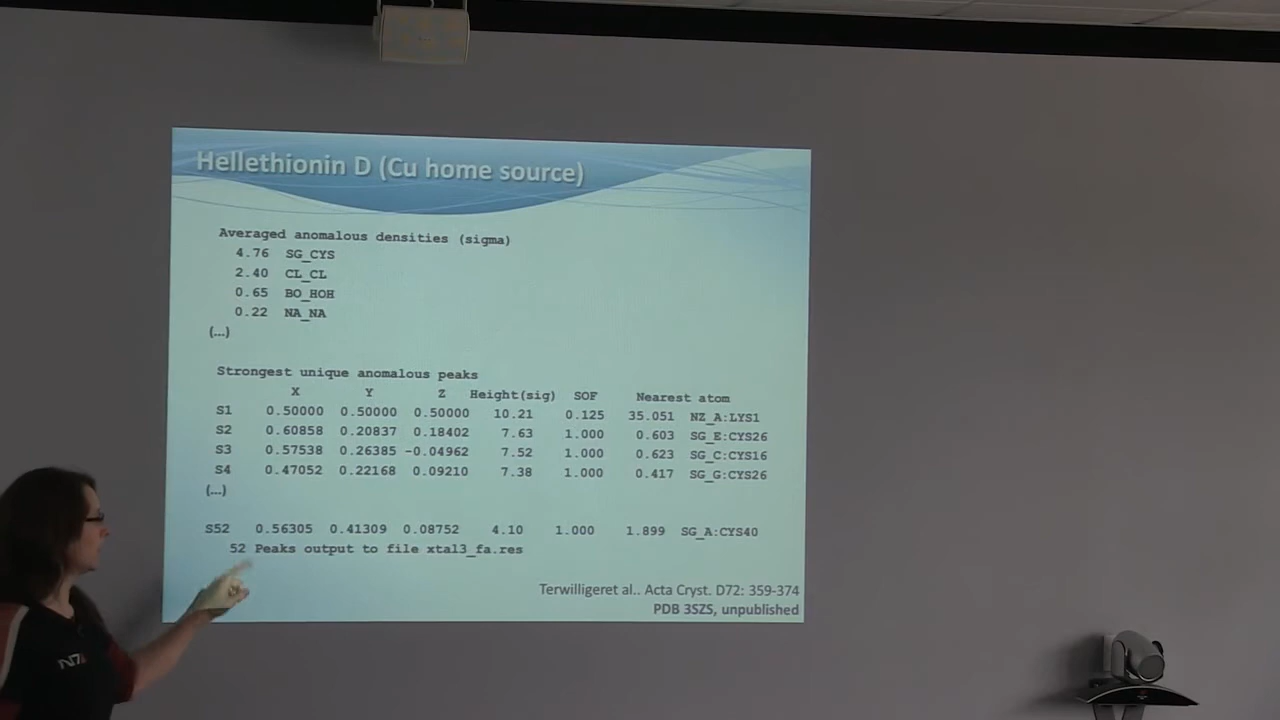 Hellethionin D (Cu home source)
Averaged anomalous densities (sigma)
4.76 SG_CYS
2.40 CL_CL
0.65 BO_HOH
0.22 NA_NA
(...)
Strongest unique anomalous peaks
X Y Z Height(sig) SOF Nearest atom
S1 0.50000 0.50000 0.50000 10.21 0.125 35.051 NZ_A:LYS1
S2 0.60858 0.20837 0.18402 7.63 1.000 0.603 SG_E:CYS26
S3 0.57538 0.26385 -0.04962 7.52 1.000 0.623 SG_C:CYS16
S4 0.47052 0.22168 0.09210 7.38 1.000 0.417 SG_G:CYS26
(...)
S52 0.56305 0.41309 0.08752 4.10 1.000 1.899 SG_A:CYS40
52 Peaks output to file xtal3_fa.res
Terwilligeret al.. Acta Cryst. D72: 359-374
PDB 3SZS, unpublished
N7